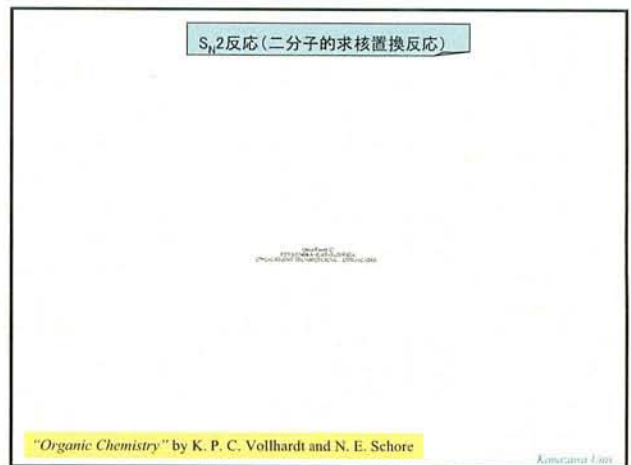 S_N2反応(二分子的求核置換反応)
"Organic Chemistry" by K. P. C. Vollhardt and N. E. Schore
Kanazawa Univ